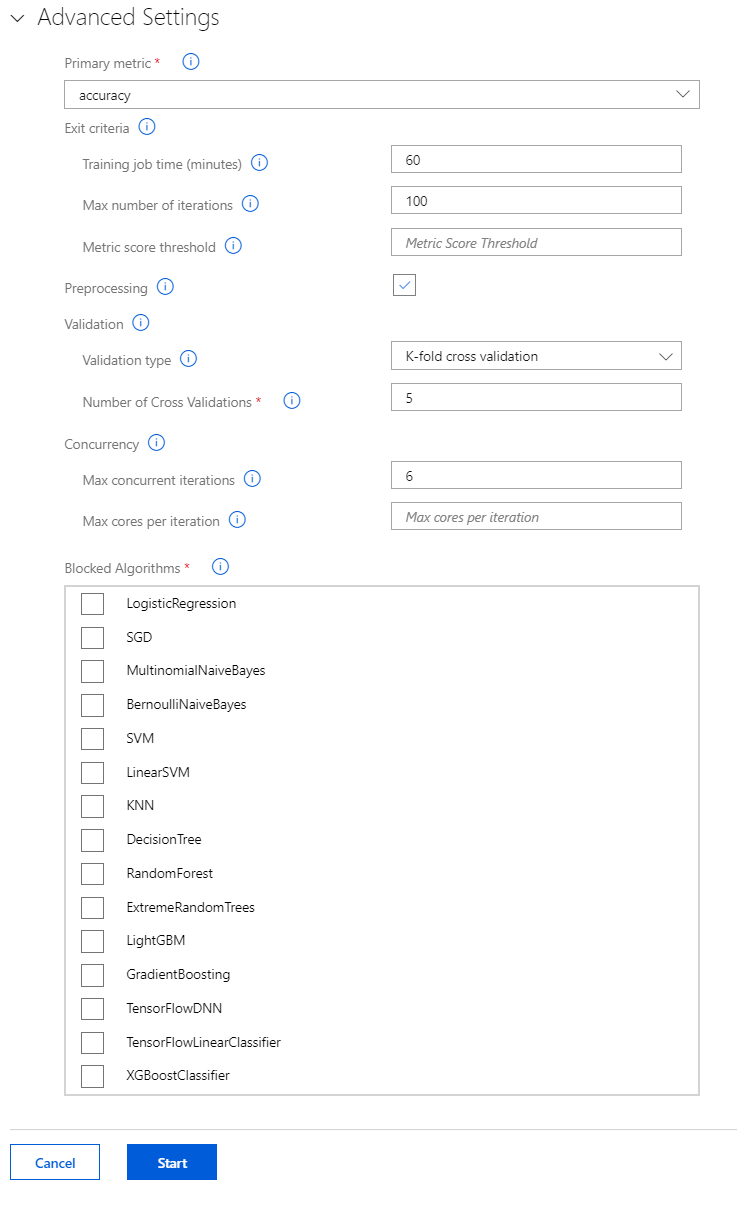 Advanced Settings
Primary metric *
accuracy
Exit criteria
Training job time (minutes)
60
Max number of iterations
100
Metric score threshold
Metric Score Threshold
Preprocessing
Validation
Validation type
K-fold cross validation
Number of Cross Validations *
5
Concurrency
Max concurrent iterations
6
Max cores per iteration
Max cores per iteration
Blocked Algorithms *
LogisticRegression
SGD
MultinomialNaiveBayes
BernoulliNaiveBayes
SVM
LinearSVM
KNN
DecisionTree
RandomForest
ExtremeRandomTrees
LightGBM
GradientBoosting
TensorFlowDNN
TensorFlowLinearClassifier
XGBoostClassifier
Cancel
Start